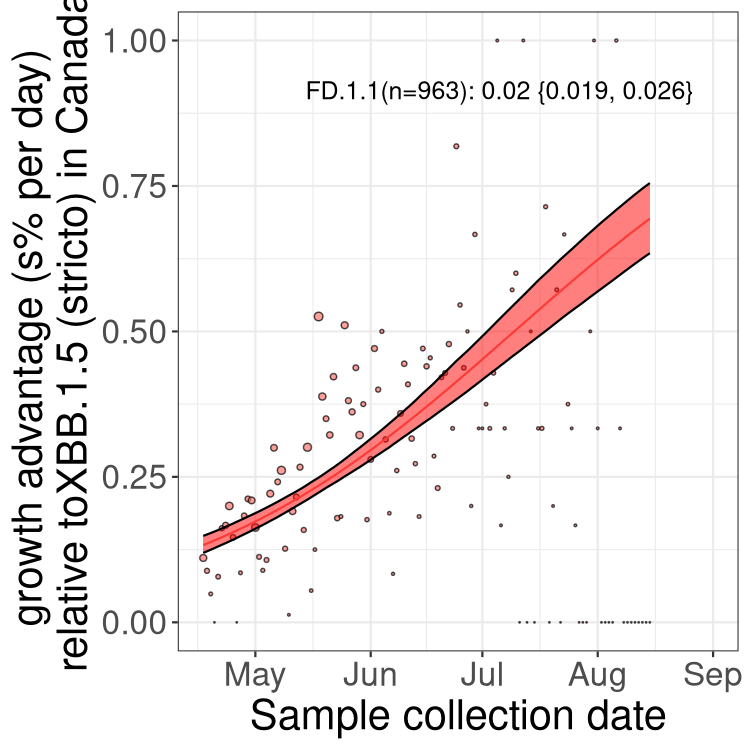 growth advantage (s% per day)
relative toXBB.1.5 (stricto) in Canada
1.00
0.75
0.50
0.25
0.00
FD.1.1(n=963): 0.02 {0.019, 0.026}
May Jun Jul Aug Sep
Sample collection date